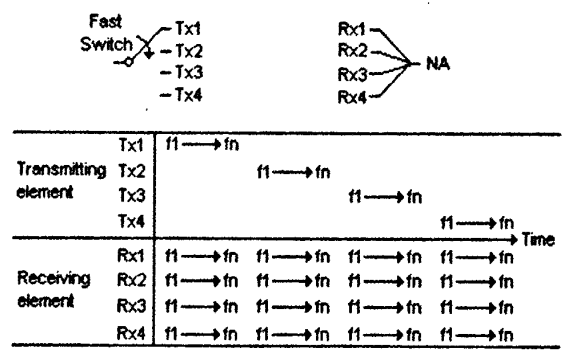 Fast
Switch
Tx1
Tx2
Tx3
Tx4
Rx1
Rx2
Rx3
Rx4
NA
Transmitting
element
Tx1 f1 → fn
Tx2 f1 → fn
Tx3 f1 → fn
Tx4 f1 → fn
Time
Receiving
element
Rx1 f1 → fn f1 → fn f1 → fn f1 → fn
Rx2 f1 → fn f1 → fn f1 → fn f1 → fn
Rx3 f1 → fn f1 → fn f1 → fn f1 → fn
Rx4 f1 → fn f1 → fn f1 → fn f1 → fn